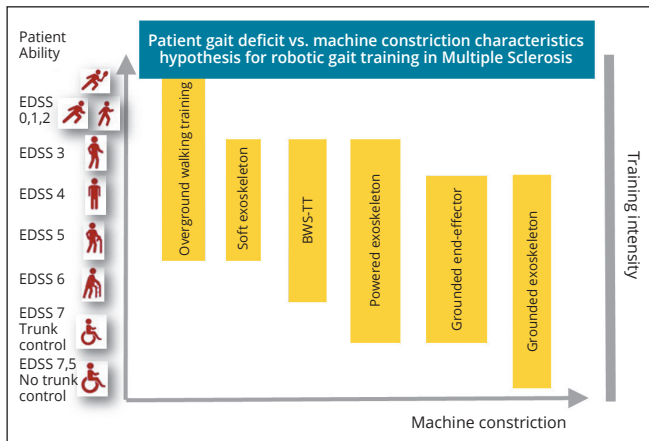 Patient
Ability
Patient gait deficit vs. machine constriction characteristics
hypothesis for robotic gait training in Multiple Sclerosis
EDSS
0,1,2
EDSS 3
EDSS 4
EDSS 5
EDSS 6
EDSS 7
Trunk
control
EDSS 7,5
No trunk
control
Overground walking training
Soft exoskeleton
BWS-TT
Powered exoskeleton
Grounded end-effector
Grounded exoskeleton
Training intensity
Machine constriction